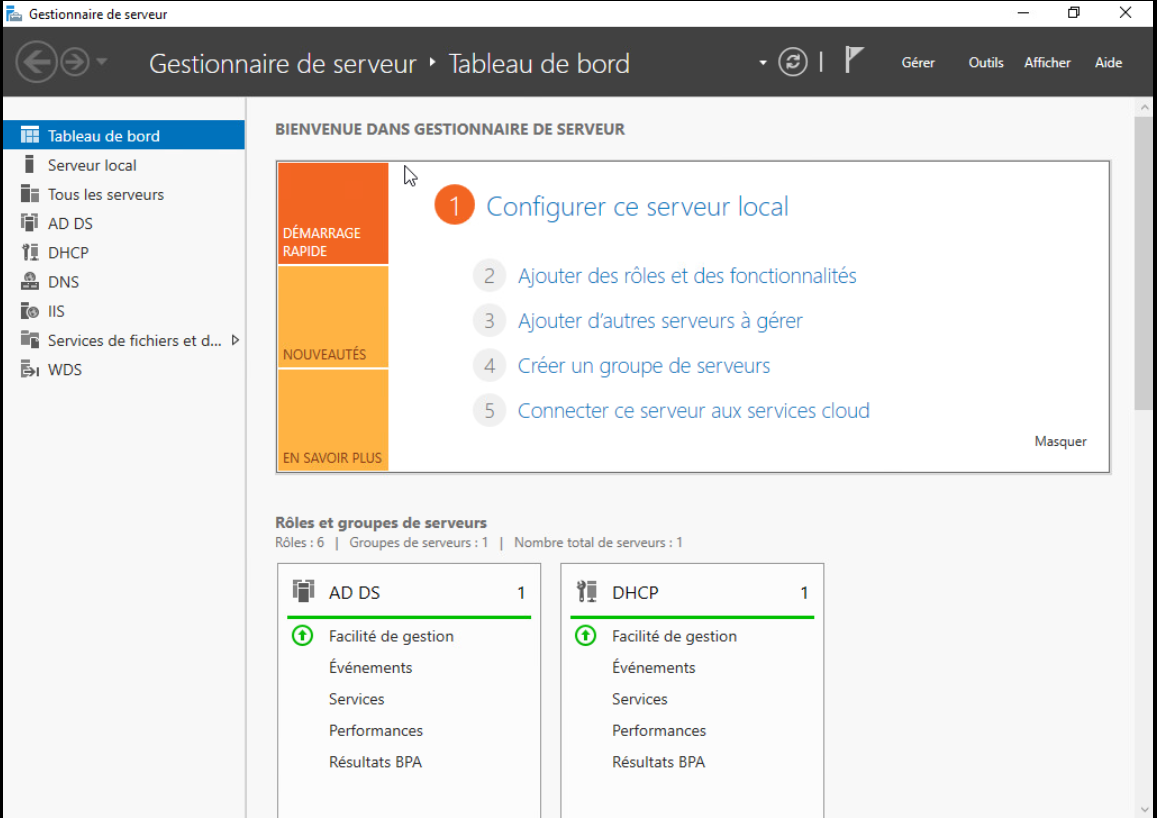 Gestionnaire de serveur
Gestionnaire de serveur ‣ Tableau de bord
Gérer Outils Afficher Aide
Tableau de bord
Serveur local
Tous les serveurs
AD DS
DHCP
DNS
IIS
Services de fichiers et d...
WDS
BIENVENUE DANS GESTIONNAIRE DE SERVEUR
DÉMARRAGE
RAPIDE
NOUVEAUTÉS
EN SAVOIR PLUS
1 Configurer ce serveur local
2 Ajouter des rôles et des fonctionnalités
3 Ajouter d’autres serveurs à gérer
4 Créer un groupe de serveurs
5 Connecter ce serveur aux services cloud
Masquer
Rôles et groupes de serveurs
Rôles : 6 | Groupes de serveurs : 1 | Nombre total de serveurs : 1
AD DS 1
Facilité de gestion
Événements
Services
Performances
Résultats BPA
DHCP 1
Facilité de gestion
Événements
Services
Performances
Résultats BPA